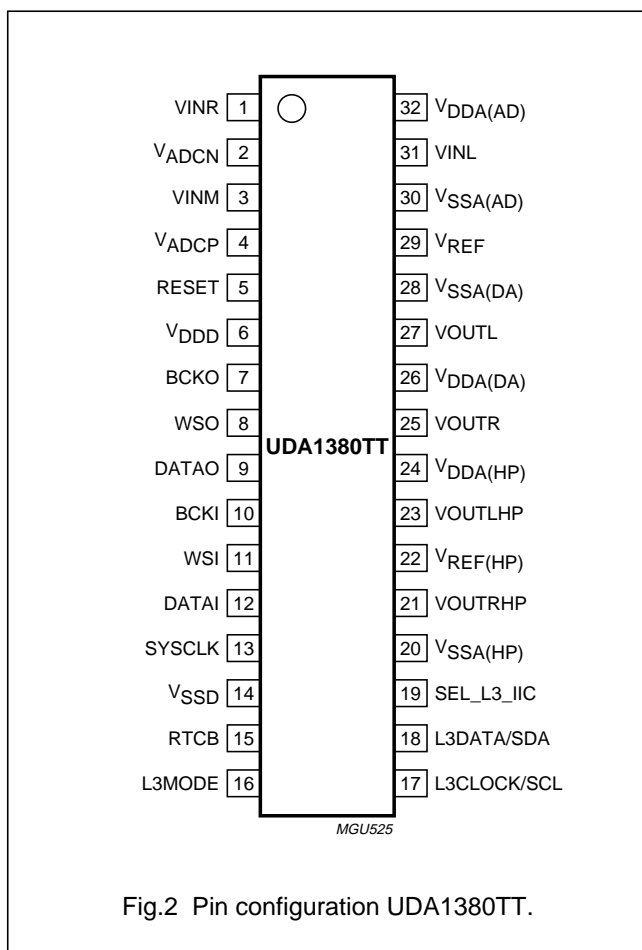 VINR 1 32 VDDA(AD)
VADCN 2 31 VINL
VINM 3 30 VSSA(AD)
VADCP 4 29 VREF
RESET 5 28 VSSA(DA)
VDDD 6 27 VOUTL
BCKO 7 26 VDDA(DA)
WSO 8 25 VOUTR
UDA1380TT
DATAO 9 24 VDDA(HP)
BCKI 10 23 VOUTLHP
WSI 11 22 VREF(HP)
DATAI 12 21 VOUTRHP
SYSCLK 13 20 VSSA(HP)
VSSD 14 19 SEL_L3_IIC
RTCB 15 18 L3DATA/SDA
L3MODE 16 17 L3CLOCK/SCL
MGU525
Fig.2 Pin configuration UDA1380TT.